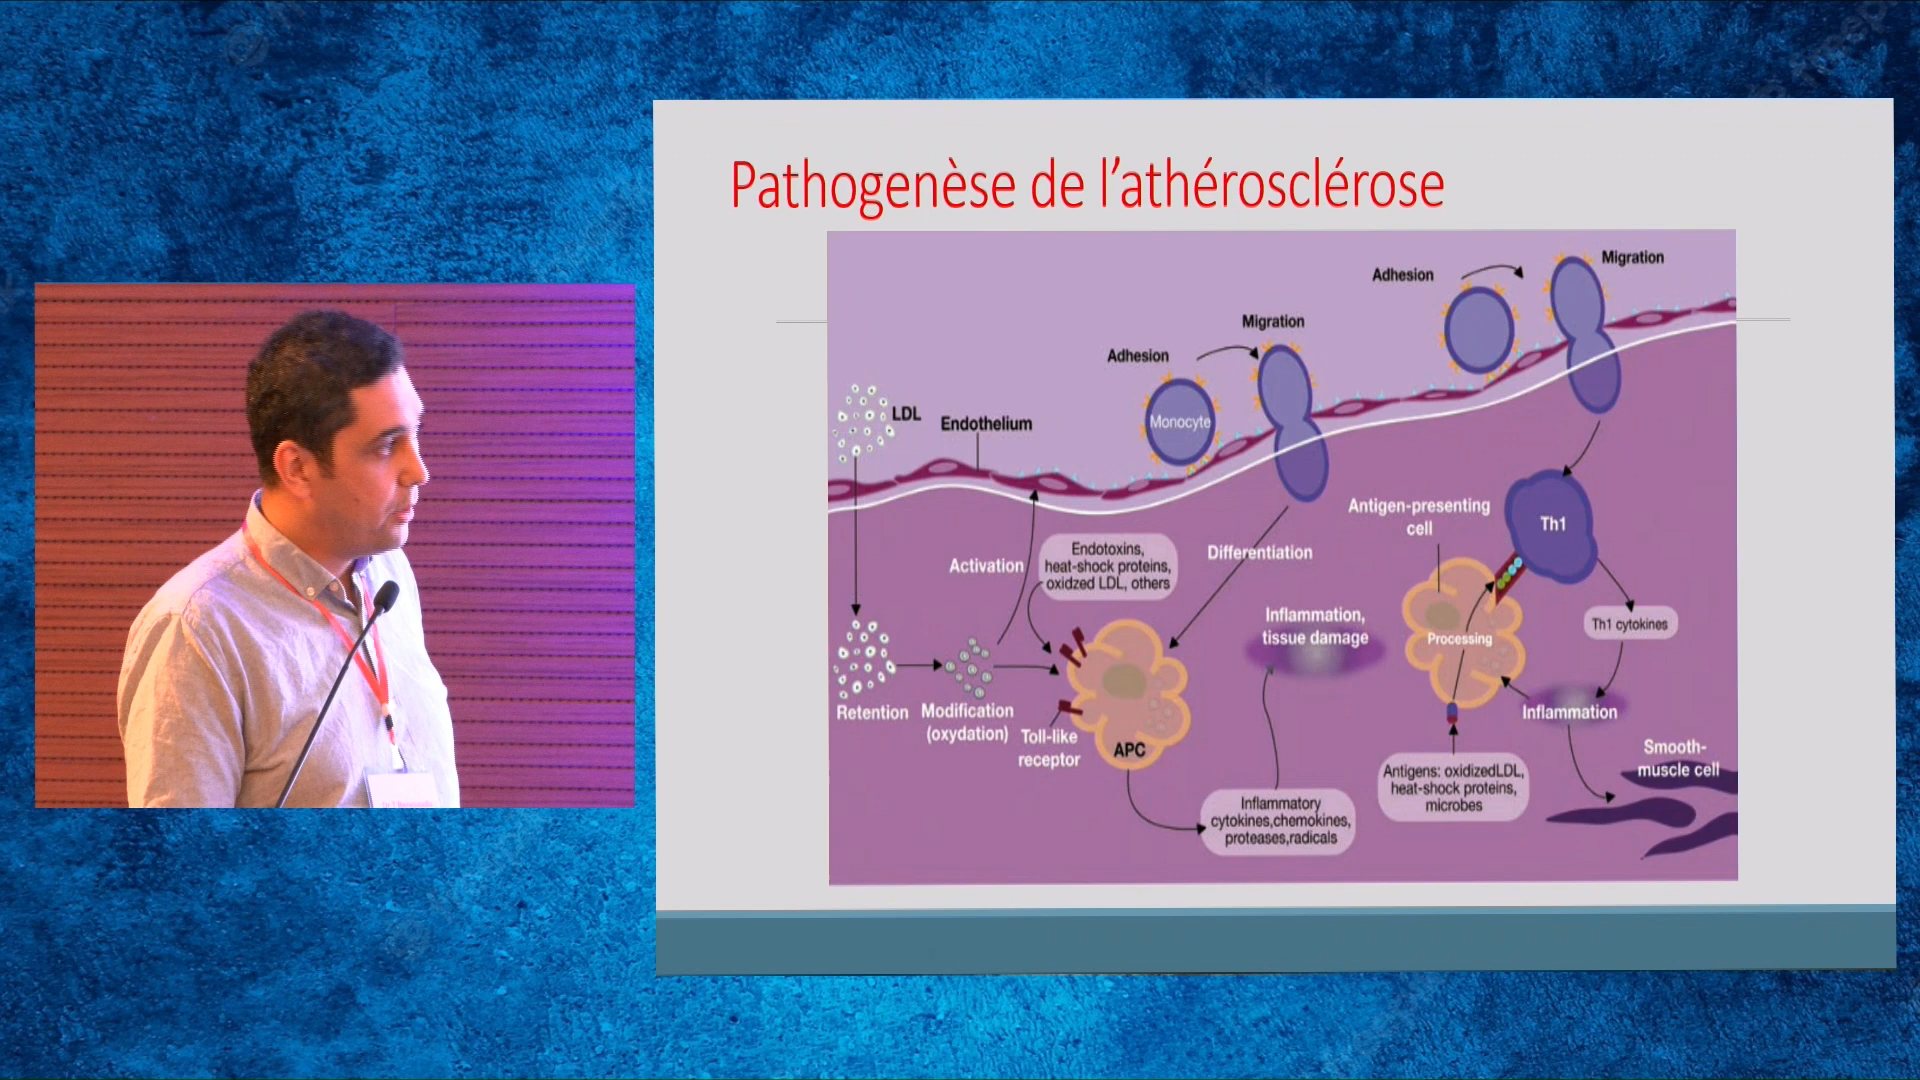 Pathogenèse de l'athérosclérose
Migration
Adhesion
Migration
Adhesion
LDL
Endothelium
Monocyte
Antigen-presenting
cell
Th1
Activation
Endotoxins,
heat-shock proteins,
oxidzed LDL, others
Differentiation
Inflammation,
tissue damage
Th1 cytokines
Processing
Retention
Modification
(oxydation)
Toll-like
receptor
APC
Inflammation
Smooth-
muscle cell
Antigens: oxidizedLDL,
heat-shock proteins,
microbes
Inflammatory
cytokines,chemokines,
proteases,radicals